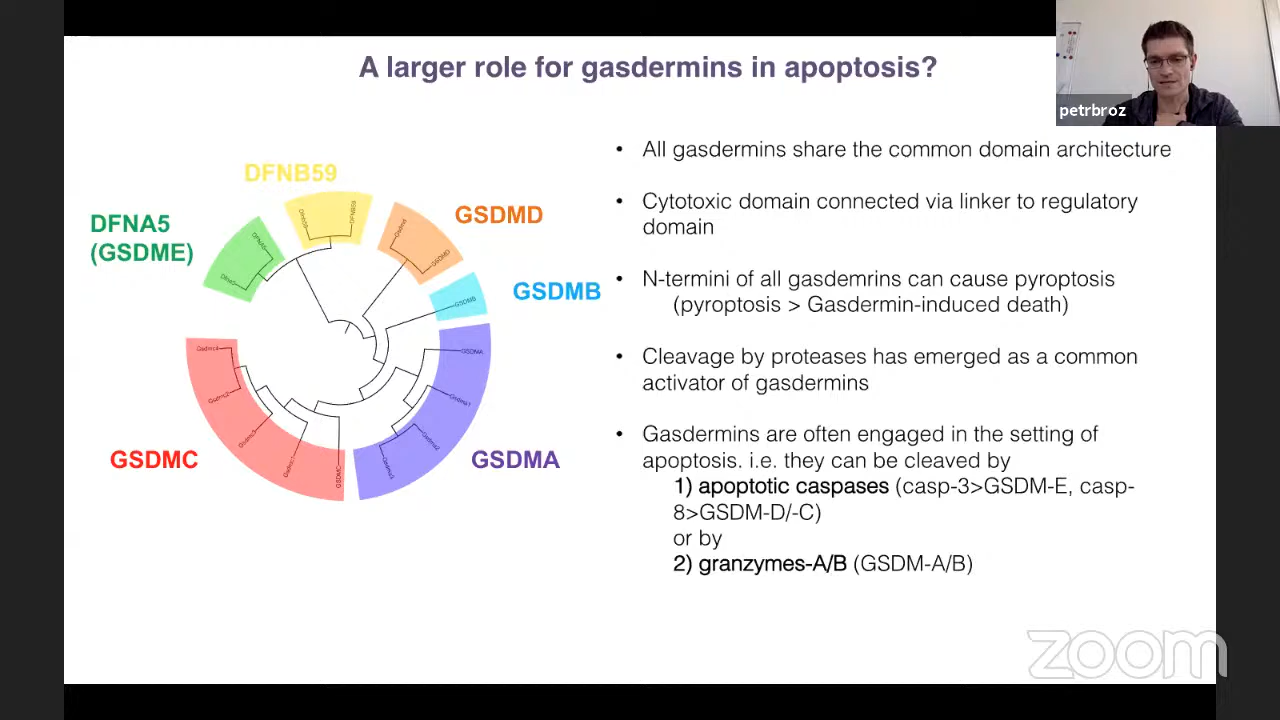 A larger role for gasdermins in apoptosis?
petrbroz
DFNB59
DFNA5
(GSDME)
GSDMD
GSDMB
GSDMA
GSDMC
GSDMD
GSDMB
GSDMA
GSDMC
• All gasdermins share the common domain architecture
• Cytotoxic domain connected via linker to regulatory
domain
• N-termini of all gasdemrins can cause pyroptosis
(pyroptosis > Gasdermin-induced death)
• Cleavage by proteases has emerged as a common
activator of gasdermins
• Gasdermins are often engaged in the setting of
apoptosis. i.e. they can be cleaved by
1) apoptotic caspases (casp-3>GSDM-E, casp-
8>GSDM-D/-C)
or by
2) granzymes-A/B (GSDM-A/B)
zoom